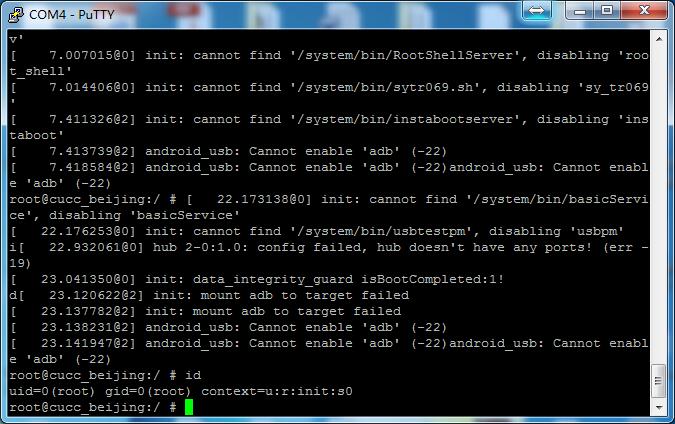 COM4 - PuTTY
v'
[    7.007015@0] init: cannot find '/system/bin/RootShellServer', disabling 'roo
t_shell'
[    7.014406@0] init: cannot find '/system/bin/sytr069.sh', disabling 'sy_tr069
'
[    7.411326@2] init: cannot find '/system/bin/instabootserver', disabling 'ins
taboot'
[    7.413739@2] android_usb: Cannot enable 'adb' (-22)
[    7.418584@2] android_usb: Cannot enable 'adb' (-22)android_usb: Cannot enabl
e 'adb' (-22)
root@cucc_beijing:/ # [   22.173138@0] init: cannot find '/system/bin/basicServi
ce', disabling 'basicService'
[   22.176253@0] init: cannot find '/system/bin/usbtestpm', disabling 'usbpm'
i[   22.932061@0] hub 2-0:1.0: config failed, hub doesn't have any ports! (err -
19)
[   23.041350@0] init: data_integrity_guard isBootCompleted:1!
d[   23.120622@2] init: mount adb to target failed
[   23.137782@2] init: mount adb to target failed
[   23.138231@2] android_usb: Cannot enable 'adb' (-22)
[   23.141947@2] android_usb: Cannot enable 'adb' (-22)android_usb: Cannot enabl
e 'adb' (-22)
root@cucc_beijing:/ # id
uid=0(root) gid=0(root) context=u:r:init:s0
root@cucc_beijing:/ #